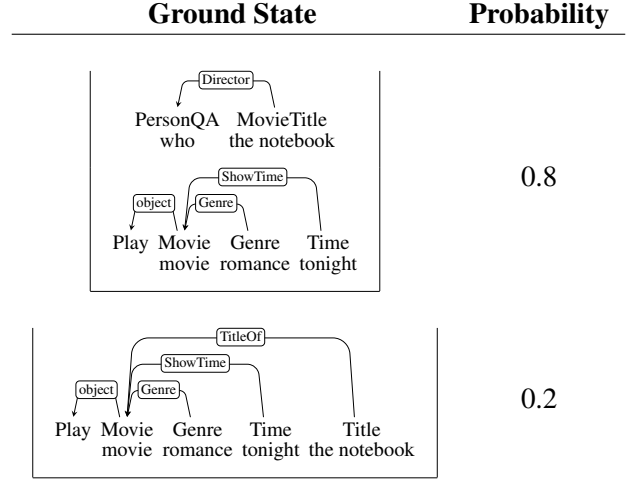 Ground State Probability
Director
PersonQA MovieTitle
who the notebook
0.8
ShowTime
object Genre
Play Movie Genre Time
movie romance tonight
TitleOf
ShowTime
object Genre
0.2
Play Movie Genre Time Title
movie romance tonight the notebook